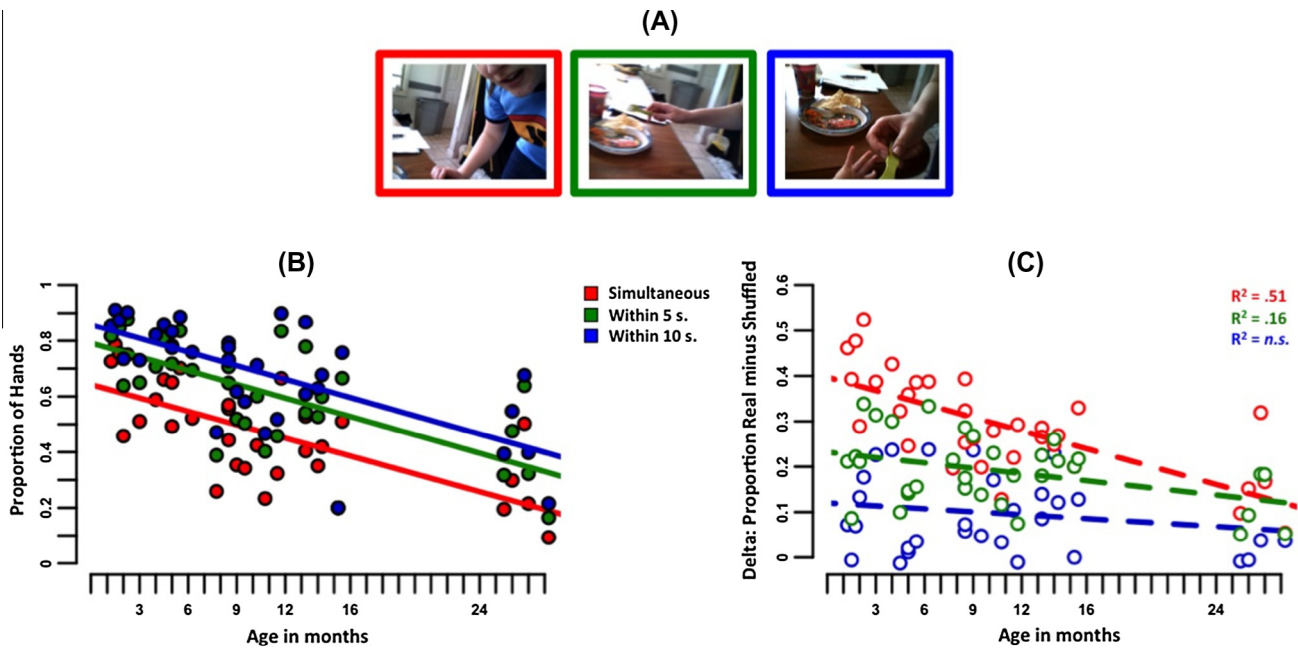 (A)
(B)
Proportion of Hands
1
0.8
0.6
0.4
0.2
0
3 6 9 12 16 24
Age in months
Simultaneous
Within 5 s.
Within 10 s.
(C)
Delta: Proportion Real minus Shuffled
0.6
0.5
0.4
0.3
0.2
0.1
0
R² = .51
R² = .16
R² = n.s.
3 6 9 12 16 24
Age in months